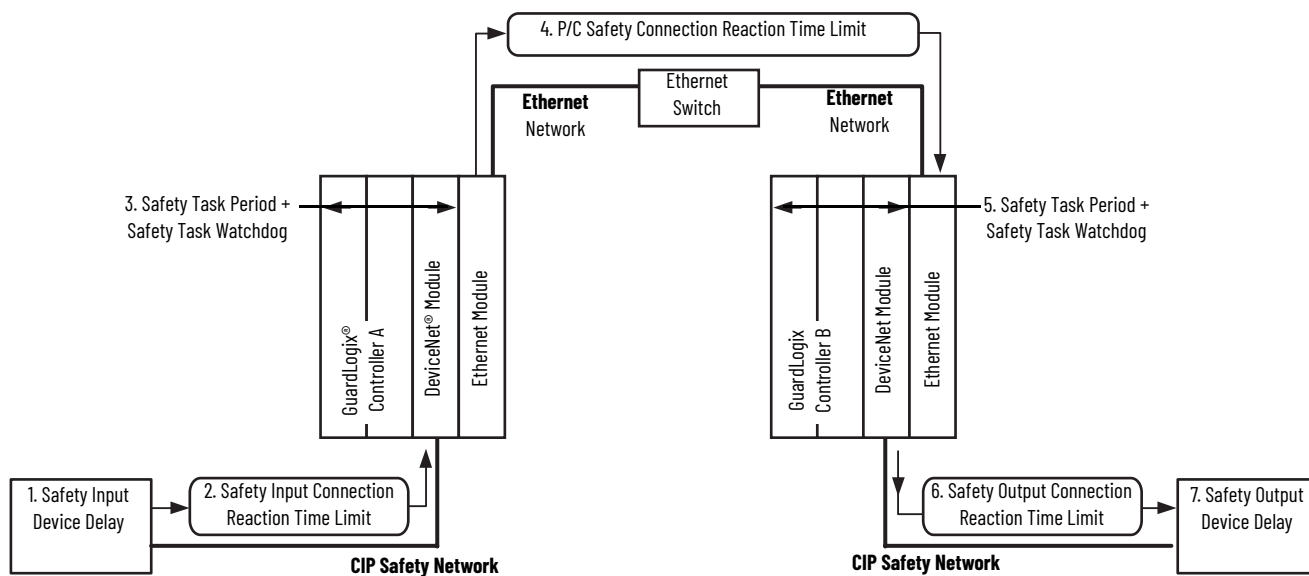 4. P/C Safety Connection Reaction Time Limit
Ethernet
Switch
Ethernet
Network
Ethernet
Network
3. Safety Task Period +
Safety Task Watchdog
5. Safety Task Period +
Safety Task Watchdog
GuardLogix®
Controller A
DeviceNet® Module
Ethernet Module
GuardLogix
Controller B
DeviceNet Module
Ethernet Module
1. Safety Input
Device Delay
2. Safety Input Connection
Reaction Time Limit
6. Safety Output Connection
Reaction Time Limit
7. Safety Output
Device Delay
CIP Safety Network
CIP Safety Network